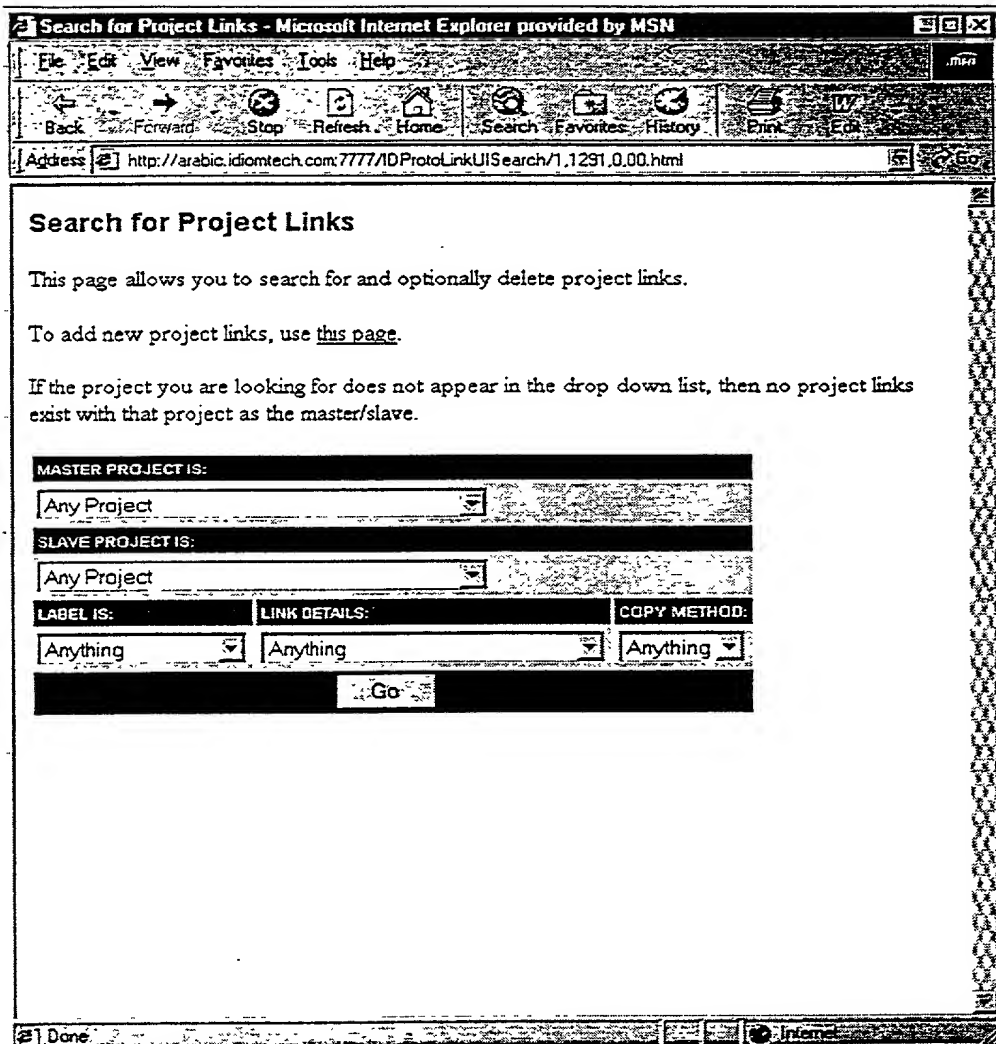 Search for Project Links - Microsoft Internet Explorer provided by MSN
File Edit View Favorites Tools Help
msn
Back Forward Stop Refresh Home Search Favorites History Print Edit
Address http://arabic.idiomtech.com:7777/IDProtoLinkUISearch/1,1291,0,00.html Go
Search for Project Links
This page allows you to search for and optionally delete project links.
To add new project links, use this page.
If the project you are looking for does not appear in the drop down list, then no project links
exist with that project as the master/slave.
MASTER PROJECT IS:
Any Project
SLAVE PROJECT IS:
Any Project
LABEL IS: LINK DETAILS: COPY METHOD:
Anything Anything Anything
Go
Done Internet